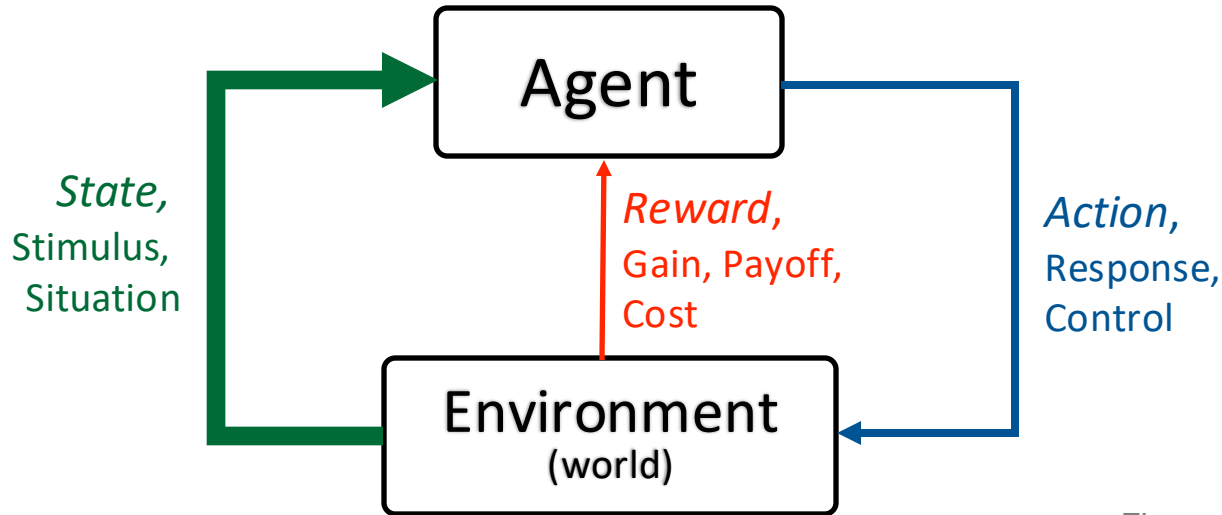 Agent
State,
Stimulus,
Situation
Reward,
Gain, Payoff,
Cost
Action,
Response,
Control
Environment
(world)